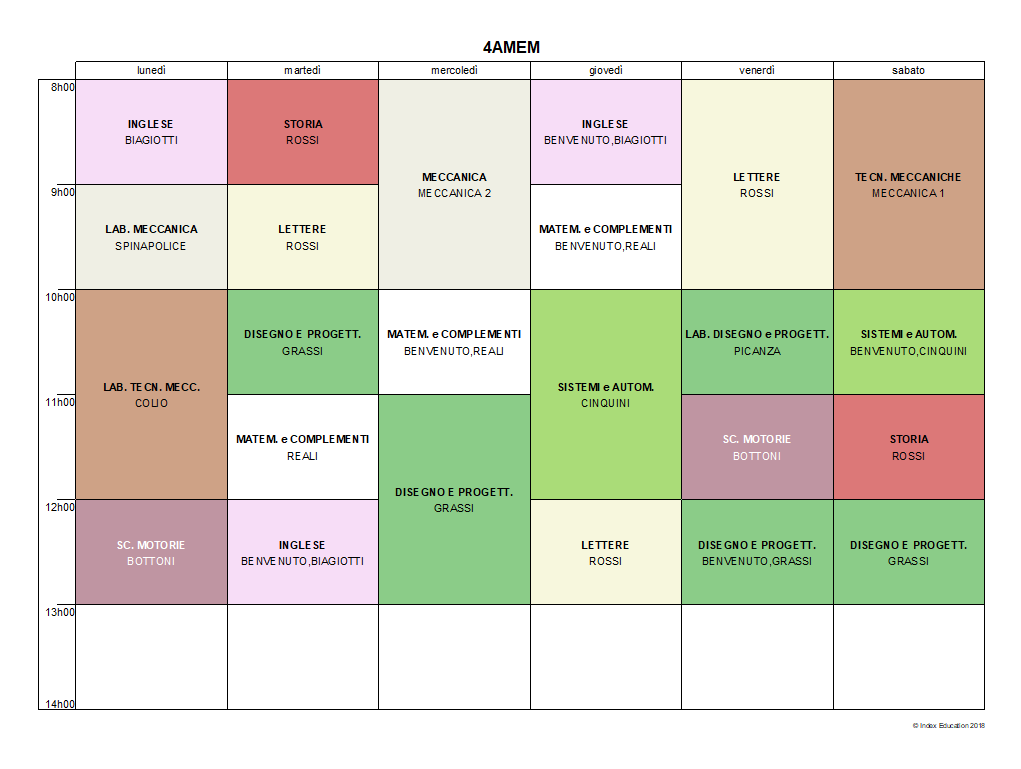 4AMEM
lunedì martedì mercoledì giovedì venerdì sabato
8h00
INGLESE
BIAGIOTTI
STORIA
ROSSI
MECCANICA
MECCANICA 2
INGLESE
BENVENUTO,BIAGIOTTI
LETTERE
ROSSI
TECN. MECCANICHE
MECCANICA 1
9h00
LAB. MECCANICA
SPINAPOLICE
LETTERE
ROSSI
MATEM. e COMPLEMENTI
BENVENUTO,REALI
10h00
LAB. TECN. MECC.
COLIO
DISEGNO E PROGETT.
GRASSI
MATEM. e COMPLEMENTI
BENVENUTO,REALI
SISTEMI e AUTOM.
CINQUINI
LAB. DISEGNO e PROGETT.
PICANZA
SISTEMI e AUTOM.
BENVENUTO,CINQUINI
11h00
MATEM. e COMPLEMENTI
REALI
DISEGNO E PROGETT.
GRASSI
SC. MOTORIE
BOTTONI
STORIA
ROSSI
12h00
SC. MOTORIE
BOTTONI
INGLESE
BENVENUTO,BIAGIOTTI
LETTERE
ROSSI
DISEGNO E PROGETT.
BENVENUTO,GRASSI
DISEGNO E PROGETT.
GRASSI
13h00
14h00
© Index Education 2018